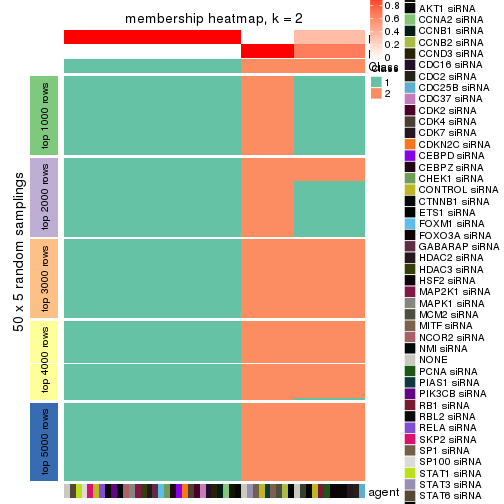 membership heatmap, k = 2
50 x 5 random samplings
top 1000 rows
top 2000 rows
top 3000 rows
top 4000 rows
top 5000 rows
0.8
0.6
0.4
0.2
0
Class
1
2
agent
AKT1 siRNA
CCNA2 siRNA
CCNB1 siRNA
CCNB2 siRNA
CCND3 siRNA
CDC16 siRNA
CDC2 siRNA
CDC25B siRNA
CDC37 siRNA
CDK2 siRNA
CDK4 siRNA
CDK7 siRNA
CDKN2C siRNA
CEBPD siRNA
CEBPZ siRNA
CHEK1 siRNA
CONTROL siRNA
CTNNB1 siRNA
ETS1 siRNA
FOXM1 siRNA
FOXO3A siRNA
GABARAP siRNA
HDAC2 siRNA
HDAC3 siRNA
HSF2 siRNA
MAP2K1 siRNA
MAPK1 siRNA
MCM2 siRNA
MITF siRNA
NCOR2 siRNA
NMI siRNA
NONE
PCNA siRNA
PIAS1 siRNA
PIK3CB siRNA
RB1 siRNA
RBL2 siRNA
RELA siRNA
SKP2 siRNA
SP1 siRNA
SP100 siRNA
STAT1 siRNA
STAT3 siRNA
STAT6 siRNA